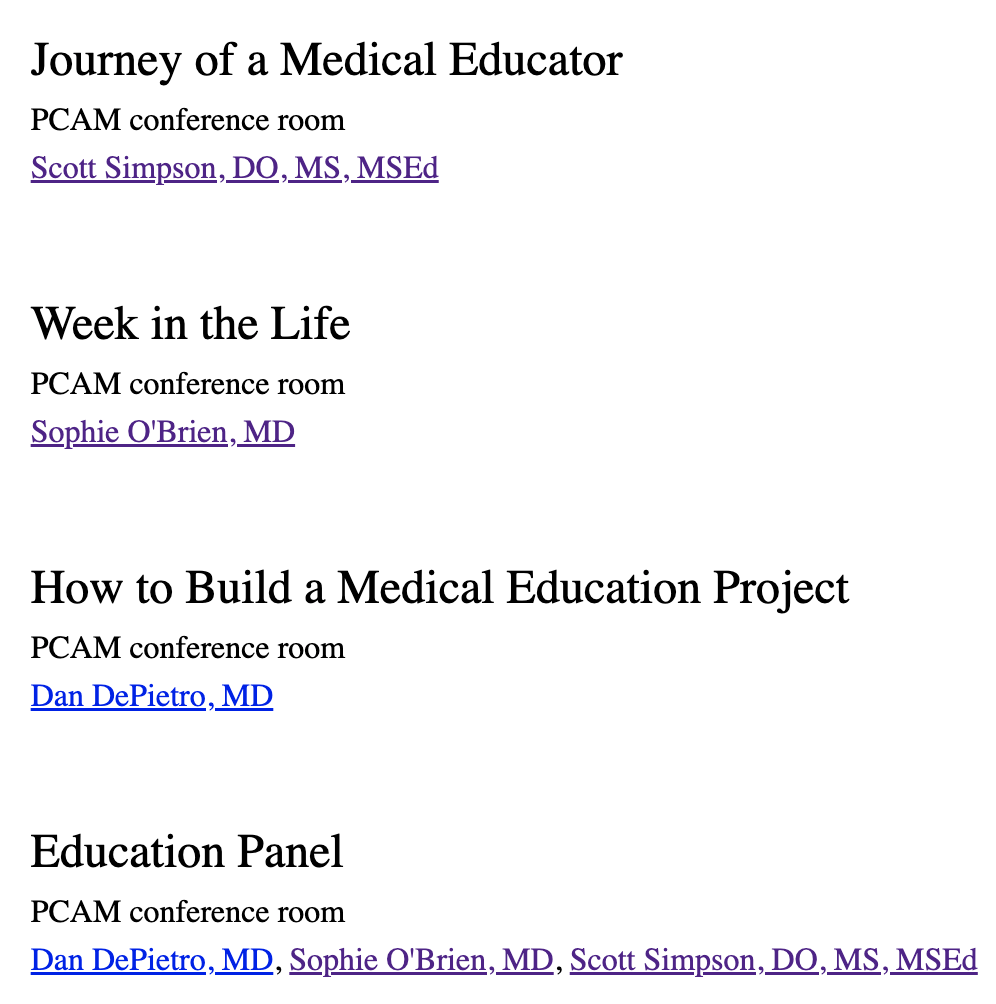 Journey of a Medical Educator
PCAM conference room
Scott Simpson, DO, MS, MSEd
Week in the Life
PCAM conference room
Sophie O'Brien, MD
How to Build a Medical Education Project
PCAM conference room
Dan DePietro, MD
Education Panel
PCAM conference room
Dan DePietro, MD, Sophie O'Brien, MD, Scott Simpson, DO, MS, MSEd